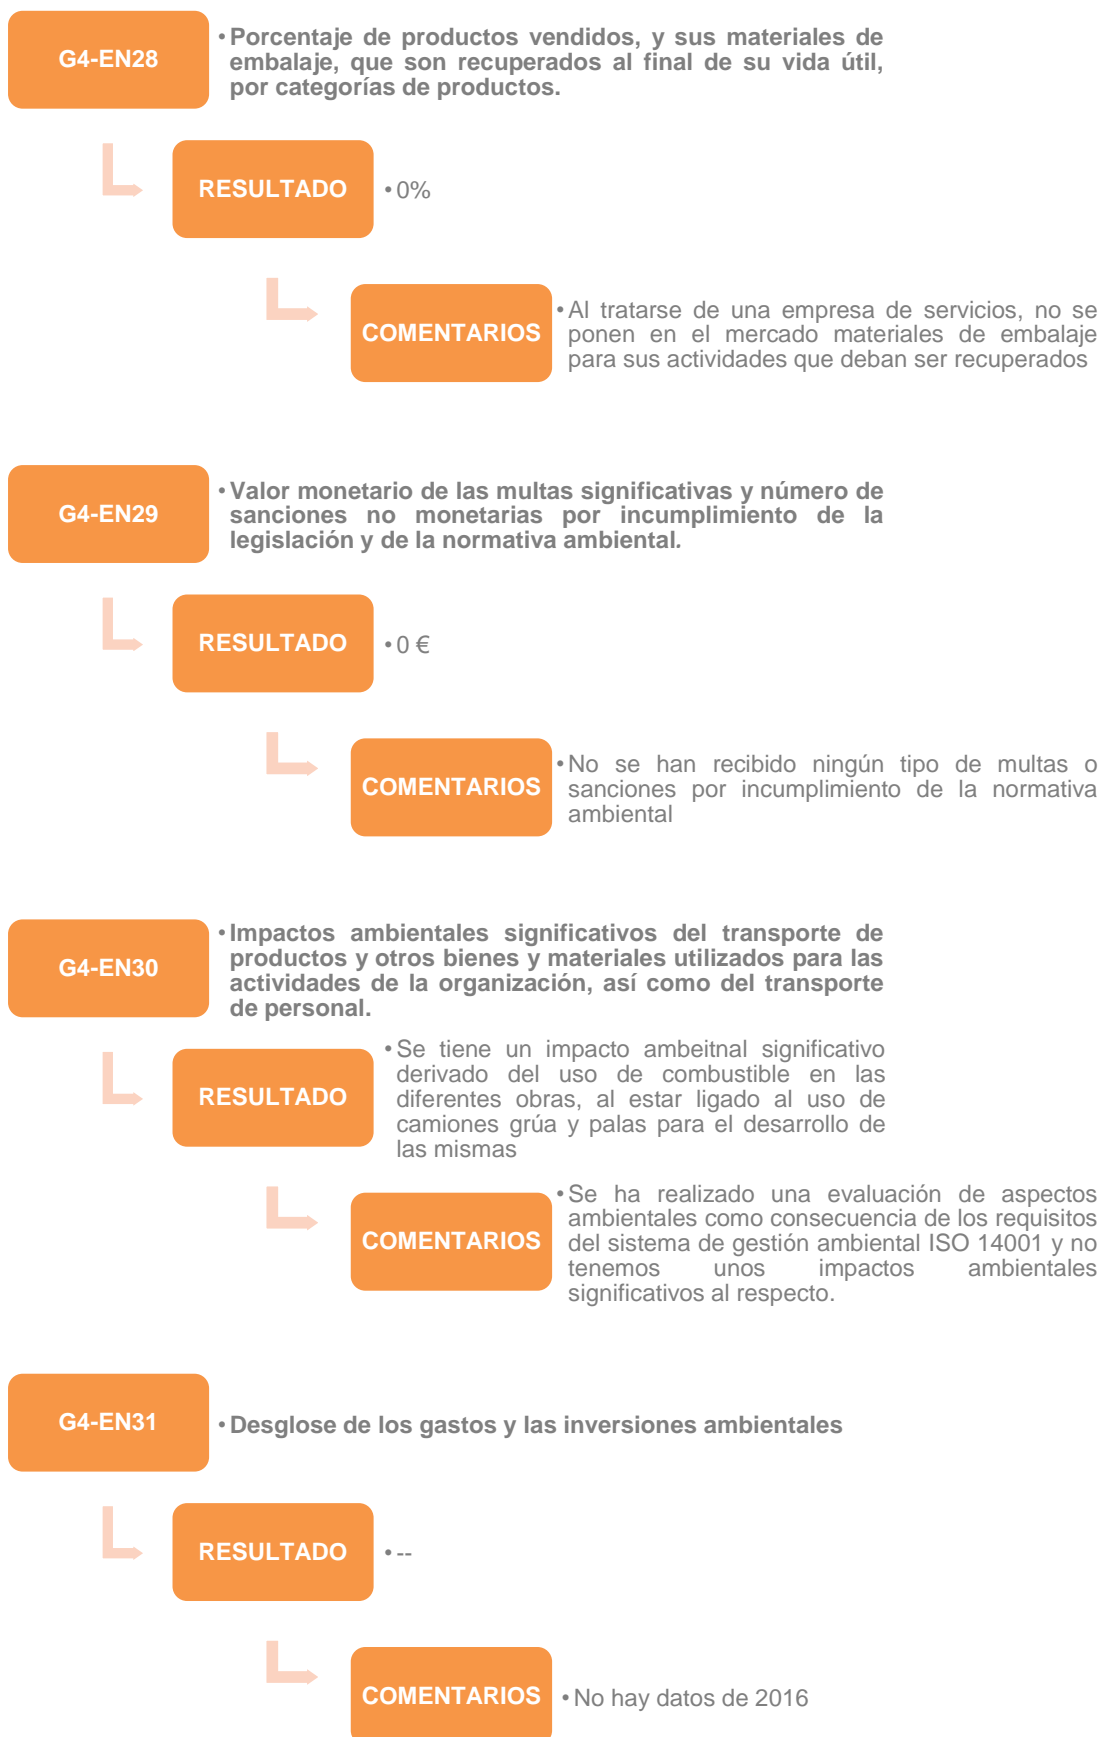 G4-EN28
•Porcentaje de productos vendidos, y sus materiales de
embalaje, que son recuperados al final de su vida útil,
por categorías de productos.
RESULTADO
•0%
COMENTARIOS
•Al tratarse de una empresa de servicios, no se
ponen en el mercado materiales de embalaje
para sus actividades que deban ser recuperados
G4-EN29
•Valor monetario de las multas significativas y número de
sanciones no monetarias por incumplimiento de la
legislación y de la normativa ambiental.
RESULTADO
•0 €
COMENTARIOS
•No se han recibido ningún tipo de multas o
sanciones por incumplimiento de la normativa
ambiental
G4-EN30
•Impactos ambientales significativos del transporte de
productos y otros bienes y materiales utilizados para las
actividades de la organización, así como del transporte
de personal.
RESULTADO
•Se tiene un impacto ambeitnal significativo
derivado del uso de combustible en las
diferentes obras, al estar ligado al uso de
camiones grúa y palas para el desarrollo de
las mismas
COMENTARIOS
•Se ha realizado una evaluación de aspectos
ambientales como consecuencia de los requisitos
del sistema de gestión ambiental ISO 14001 y no
tenemos unos impactos ambientales
significativos al respecto.
G4-EN31
•Desglose de los gastos y las inversiones ambientales
RESULTADO
•--
COMENTARIOS
•No hay datos de 2016